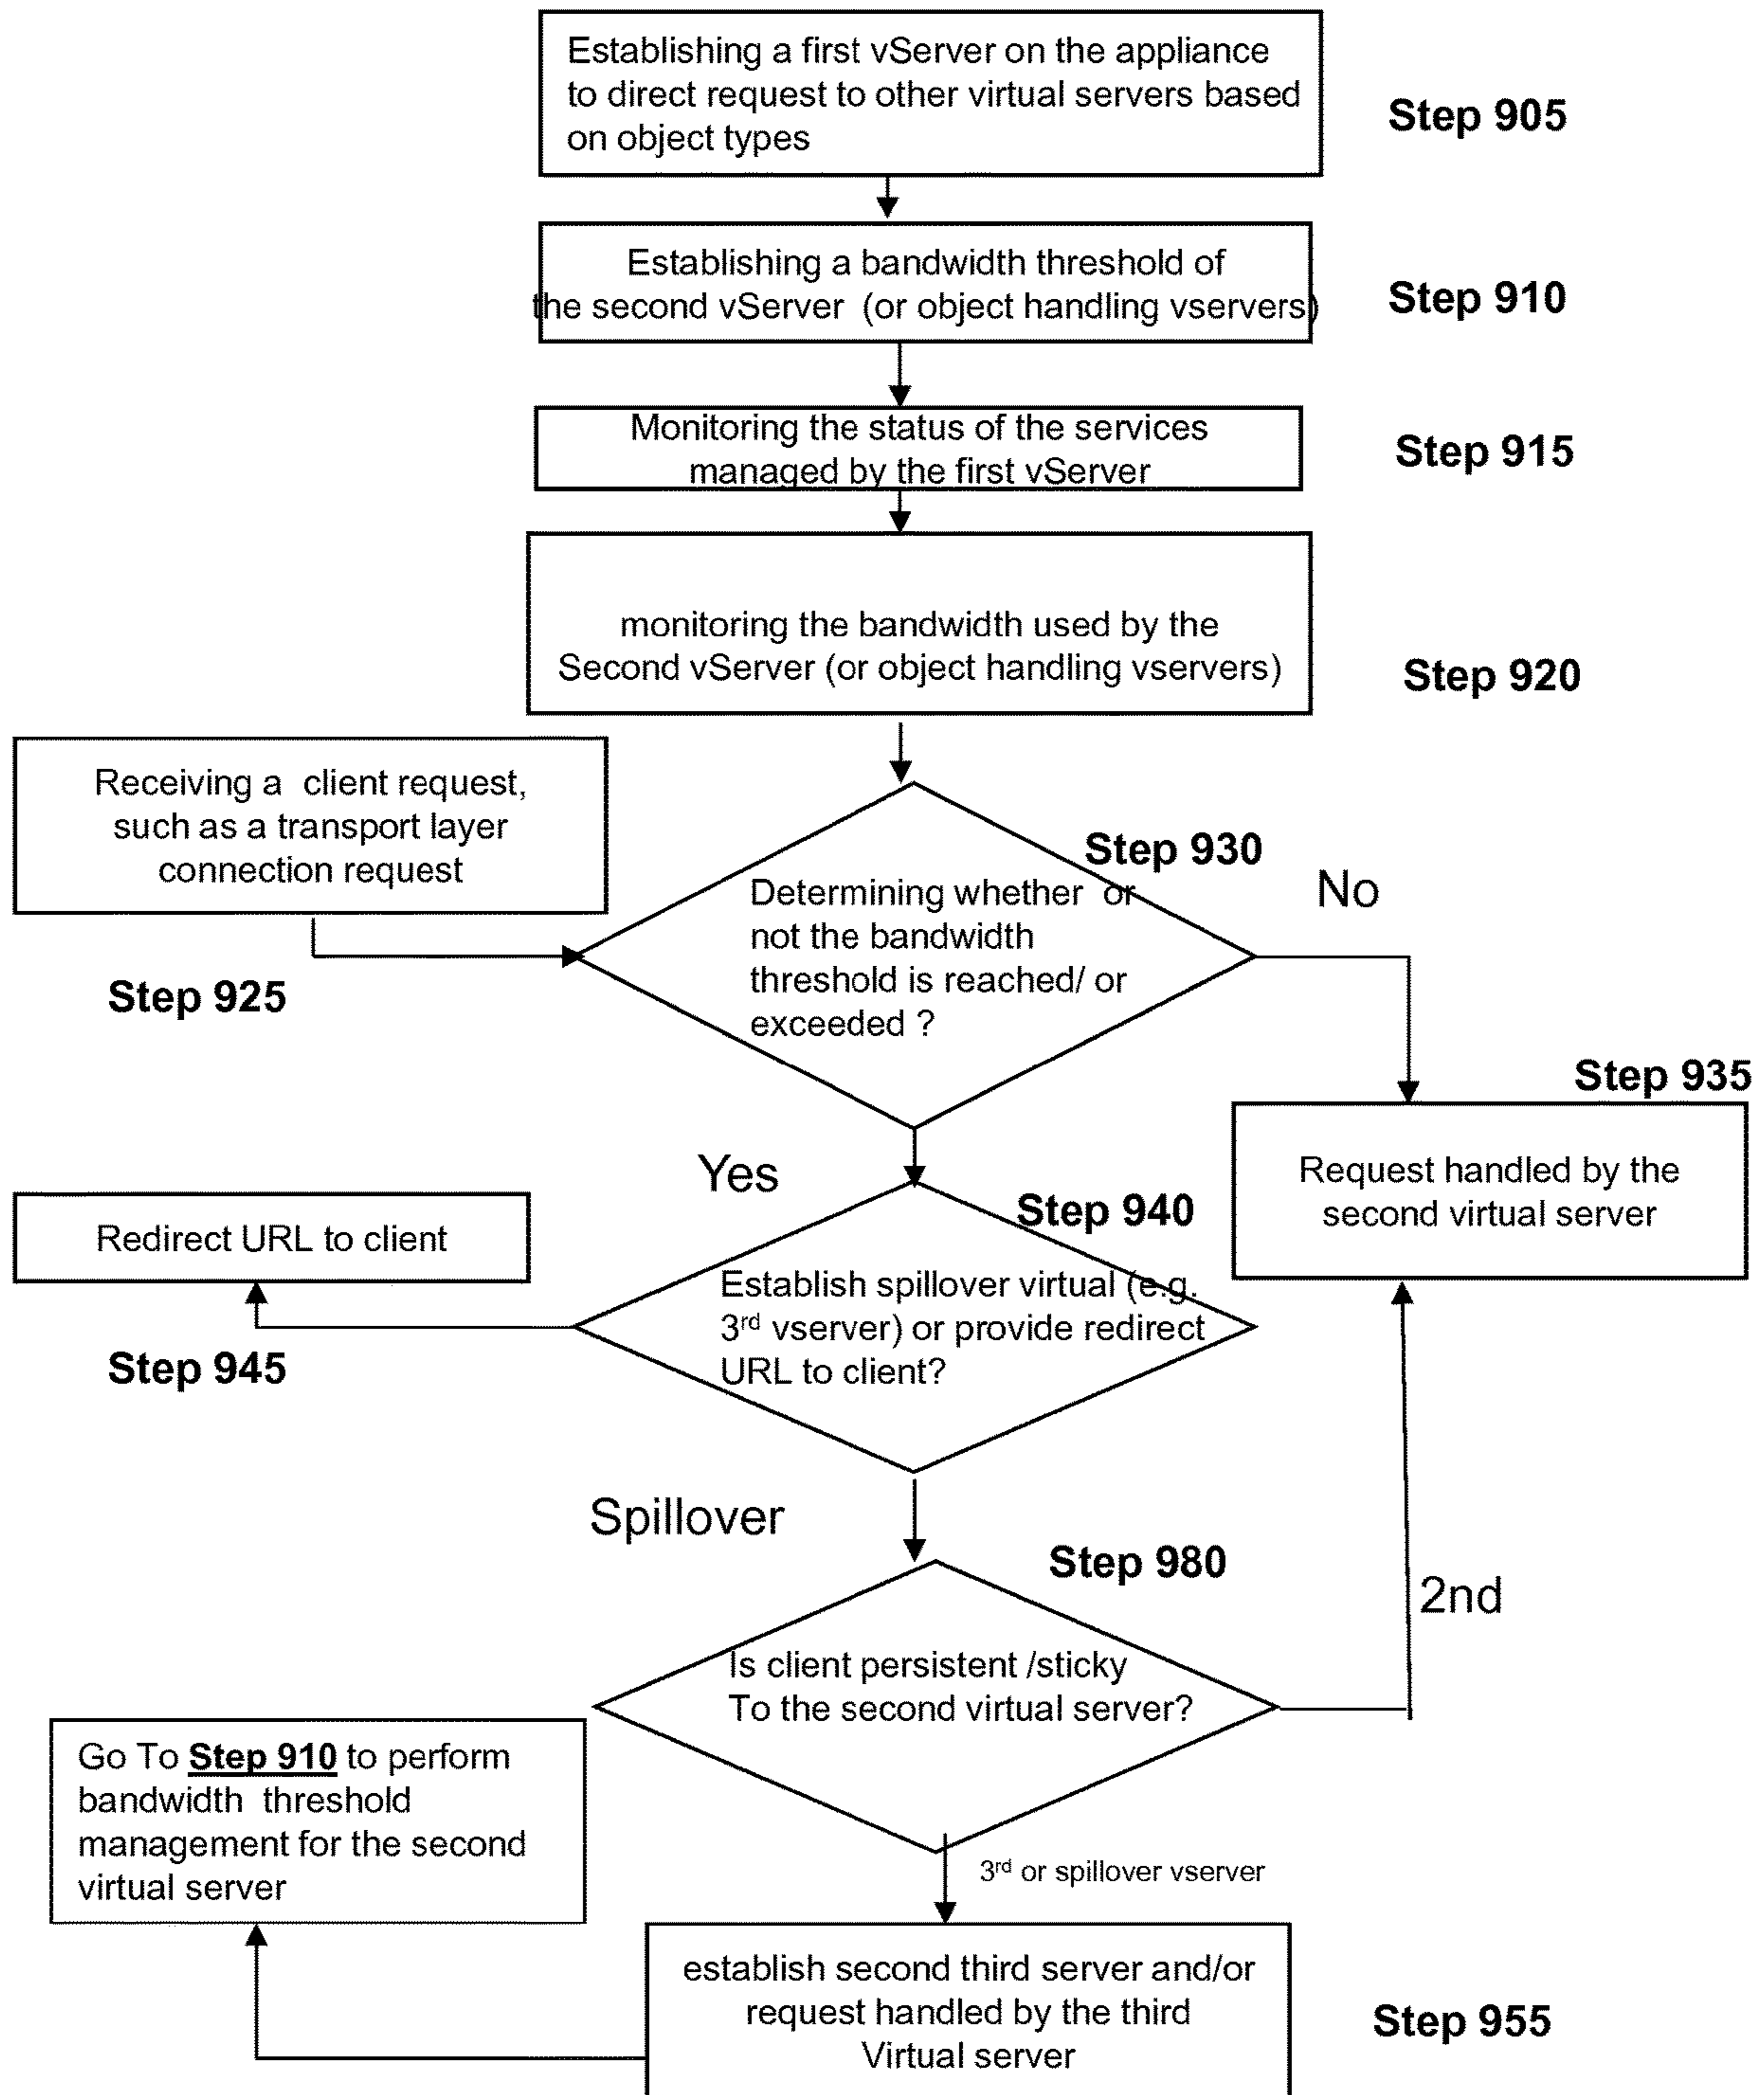 Establishing a first vServer on the appliance
to direct request to other virtual servers based
on object types
Step 905
Establishing a bandwidth threshold of
the second vServer (or object handling vservers)
Step 910
Monitoring the status of the services
managed by the first vServer
Step 915
monitoring the bandwidth used by the
Second vServer (or object handling vservers)
Step 920
Receiving a client request,
such as a transport layer
connection request
Step 925
Step 930
Determining whether or
not the bandwidth
threshold is reached/ or
exceeded ?
No
Step 935
Request handled by the
second virtual server
Yes
Step 940
Establish spillover virtual (e.g.
3rd vserver) or provide redirect
URL to client?
Redirect URL to client
Step 945
Spillover
Step 980
Is client persistent /sticky
To the second virtual server?
2nd
Go To Step 910 to perform
bandwidth threshold
management for the second
virtual server
3rd or spillover vserver
establish second third server and/or
request handled by the third
Virtual server
Step 955